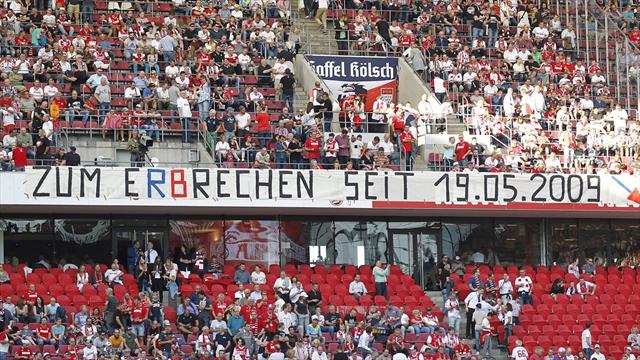 Gaffel Kölsch
ZUM ERBRECHEN SEIT 19.05.2009